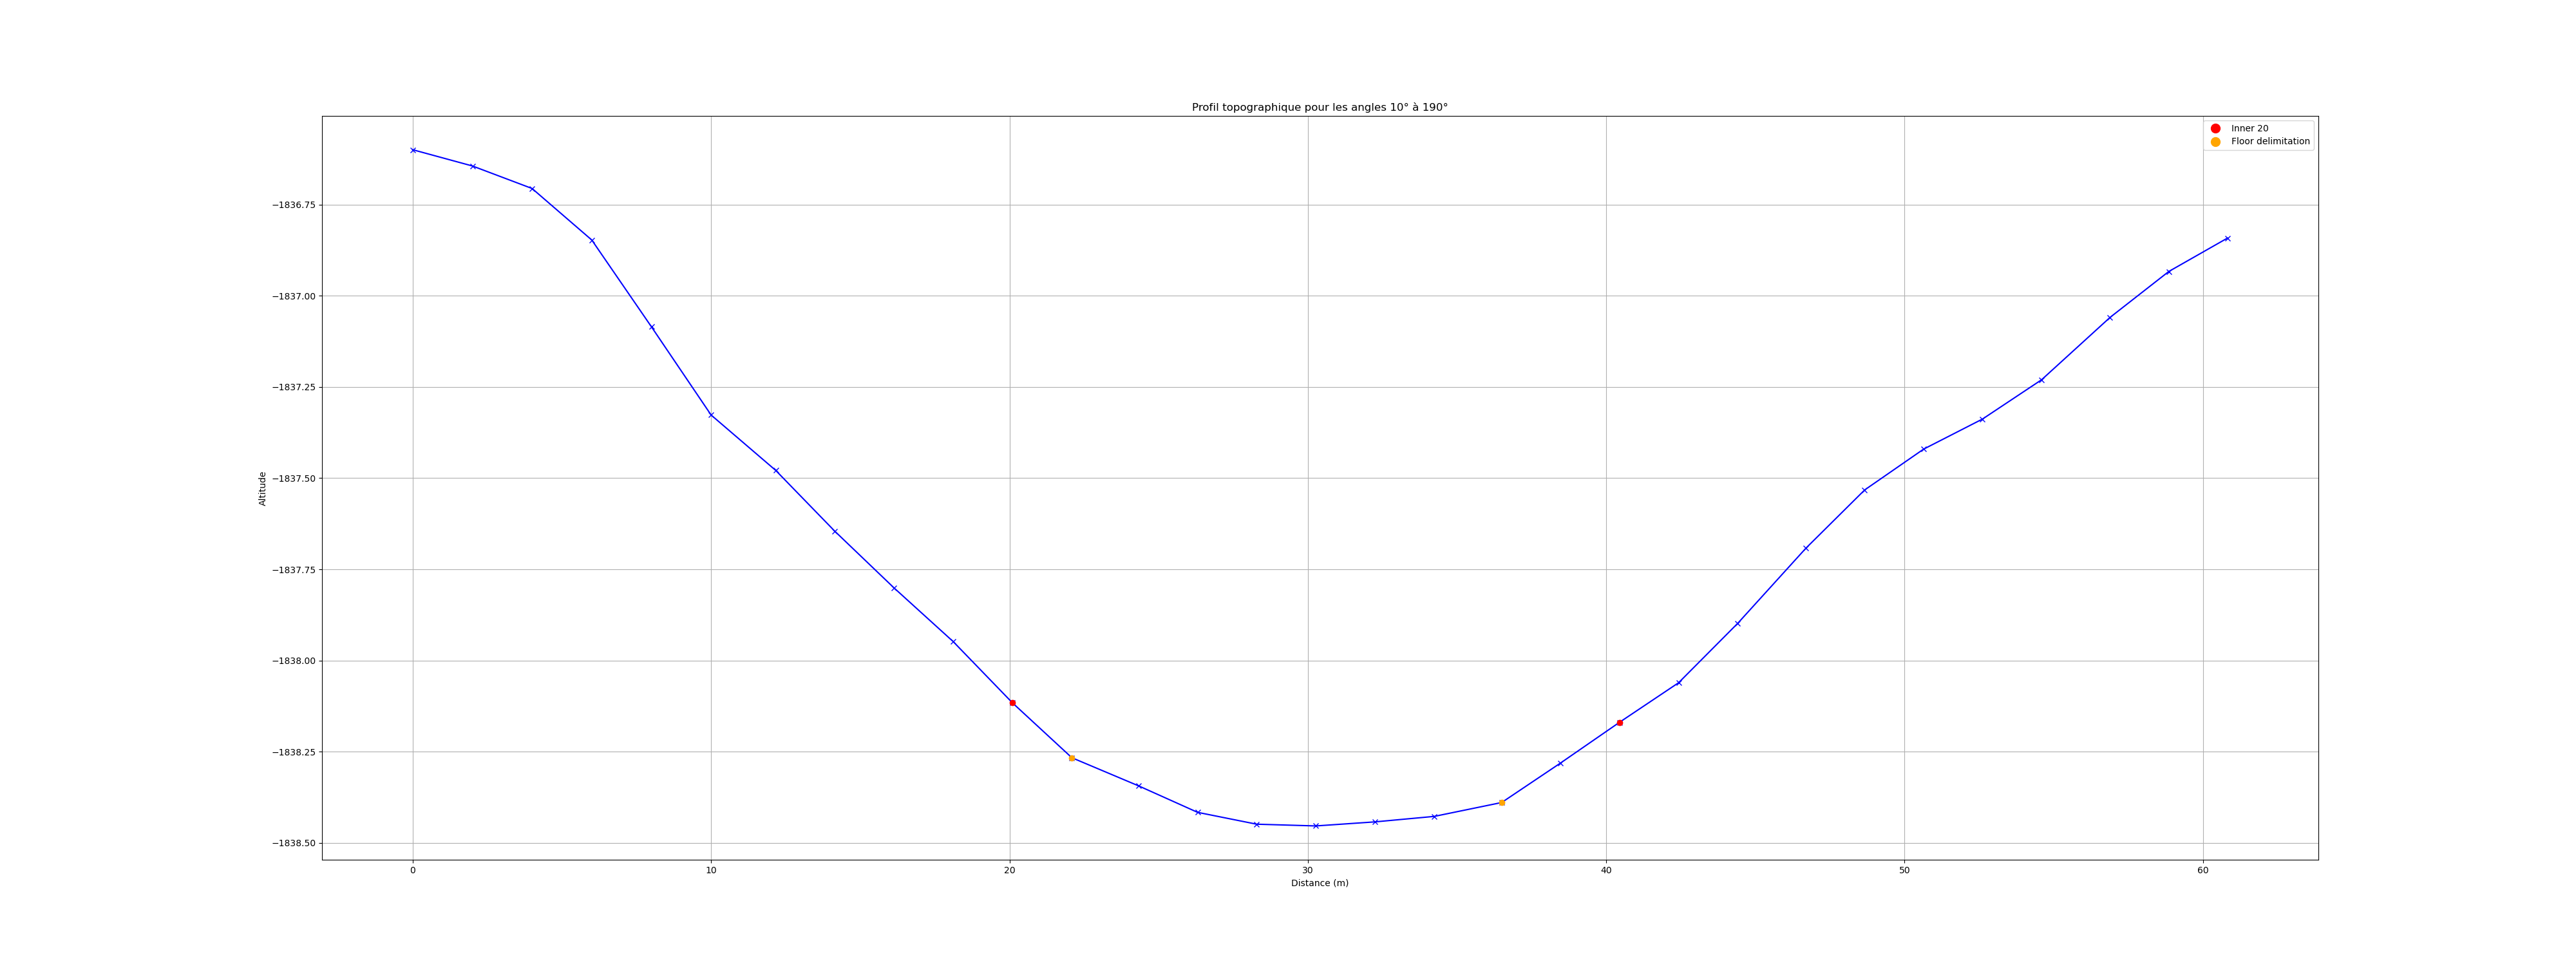 Profil topographique pour les angles 10° à 190°
Inner 20
Floor delimitation
−1836.75
−1837.00
−1837.25
−1837.50
−1837.75
−1838.00
−1838.25
−1838.50
Altitude
0 10 20 30 40 50 60
Distance (m)